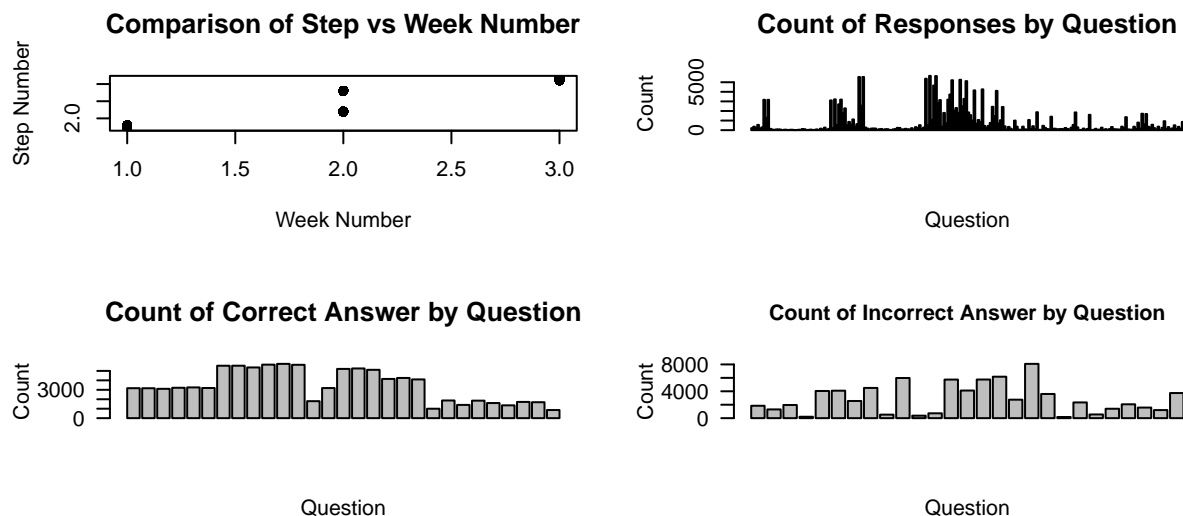 Comparison of Step vs Week Number
Step Number
2.0
1.0 1.5 2.0 2.5 3.0
Week Number
Count of Responses by Question
Count
5000
0
Question
Count of Correct Answer by Question
Count
3000
0
Question
Count of Incorrect Answer by Question
Count
8000
4000
0
Question